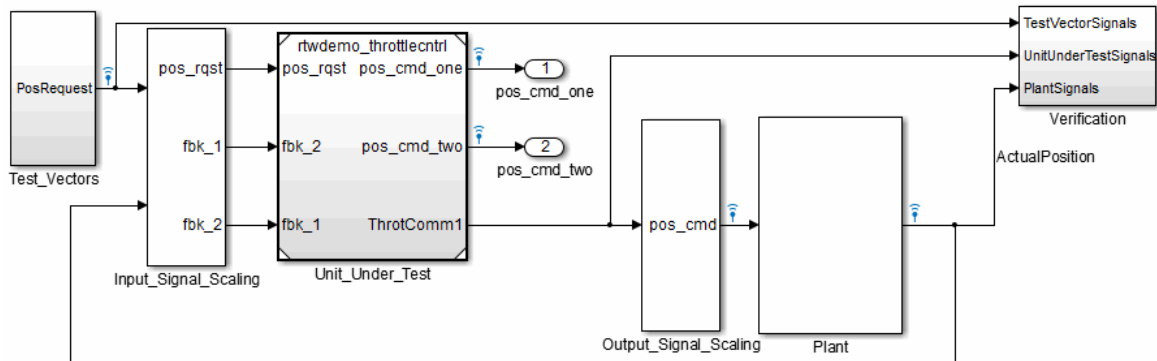 TestVectorSignals
UnitUnderTestSignals
PlantSignals
Verification
PosRequest
Test_Vectors
pos_rqst
fbk_1
fbk_2
Input_Signal_Scaling
rtwdemo_throttlecntrl
pos_rqst pos_cmd_one
fbk_2 pos_cmd_two
fbk_1 ThrotComm1
Unit_Under_Test
1
pos_cmd_one
2
pos_cmd_two
pos_cmd
Output_Signal_Scaling
Plant
ActualPosition